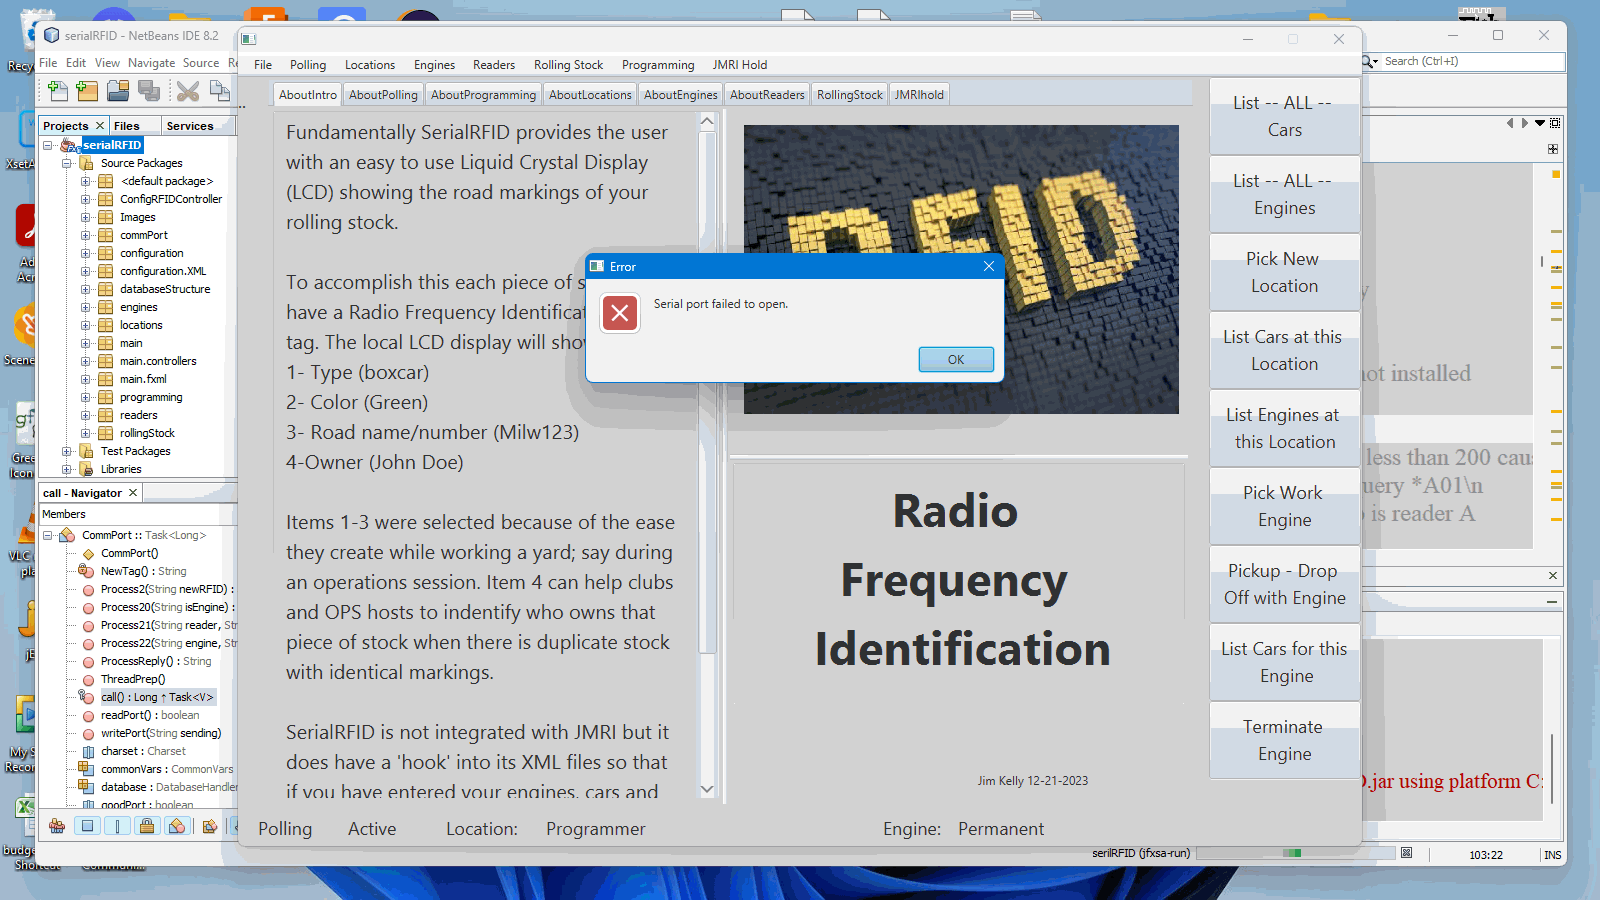 serialRFID - NetBeans IDE 8.2
File Edit View Navigate Source
Search (Ctrl+I)
Projects Files Services
serialRFID
Source Packages
<default package>
ConfigRFIDController
Images
commPort
configuration
configuration.XML
databaseStructure
engines
locations
main
main.controllers
main.fxml
programming
readers
rollingStock
Test Packages
Libraries
call - Navigator
Members
CommPort :: Task<Long>
CommPort()
NewTag() : String
Process2(String newRFID) :
Process20(String isEngine) :
Process21(String reader, Str
Process22(String engine, Str
ProcessReply() : String
ThreadPrep()
call() : Long ↑ Task<V>
readPort() : boolean
writePort(String sending)
charset : Charset
commonVars : CommonVars
database : DatabaseHandler
goodPort : boolean
File Polling Locations Engines Readers Rolling Stock Programming JMRI Hold
AboutIntro AboutPolling AboutProgramming AboutLocations AboutEngines AboutReaders RollingStock JMRIhold
Fundamentally SerialRFID provides the user
with an easy to use Liquid Crystal Display
(LCD) showing the road markings of your
rolling stock.
To accomplish this each piece of s
have a Radio Frequency Identificat
tag. The local LCD display will show
1- Type (boxcar)
2- Color (Green)
3- Road name/number (Milw123)
4-Owner (John Doe)
Items 1-3 were selected because of the ease
they create while working a yard; say during
an operations session. Item 4 can help clubs
and OPS hosts to indentify who owns that
piece of stock when there is duplicate stock
with identical markings.
SerialRFID is not integrated with JMRI but it
does have a 'hook' into its XML files so that
if you have entered your engines, cars and
RFID
Error
Serial port failed to open.
OK
Radio
Frequency
Identification
Jim Kelly 12-21-2023
List -- ALL --
Cars
List -- ALL --
Engines
Pick New
Location
List Cars at this
Location
List Engines at
this Location
Pick Work
Engine
Pickup - Drop
Off with Engine
List Cars for this
Engine
Terminate
Engine
Polling Active Location: Programmer Engine: Permanent
not installed
less than 200 cau
uery *A01\n
is reader A
D.jar using platform C:
serilRFID (jfxsa-run)
103:22 INS